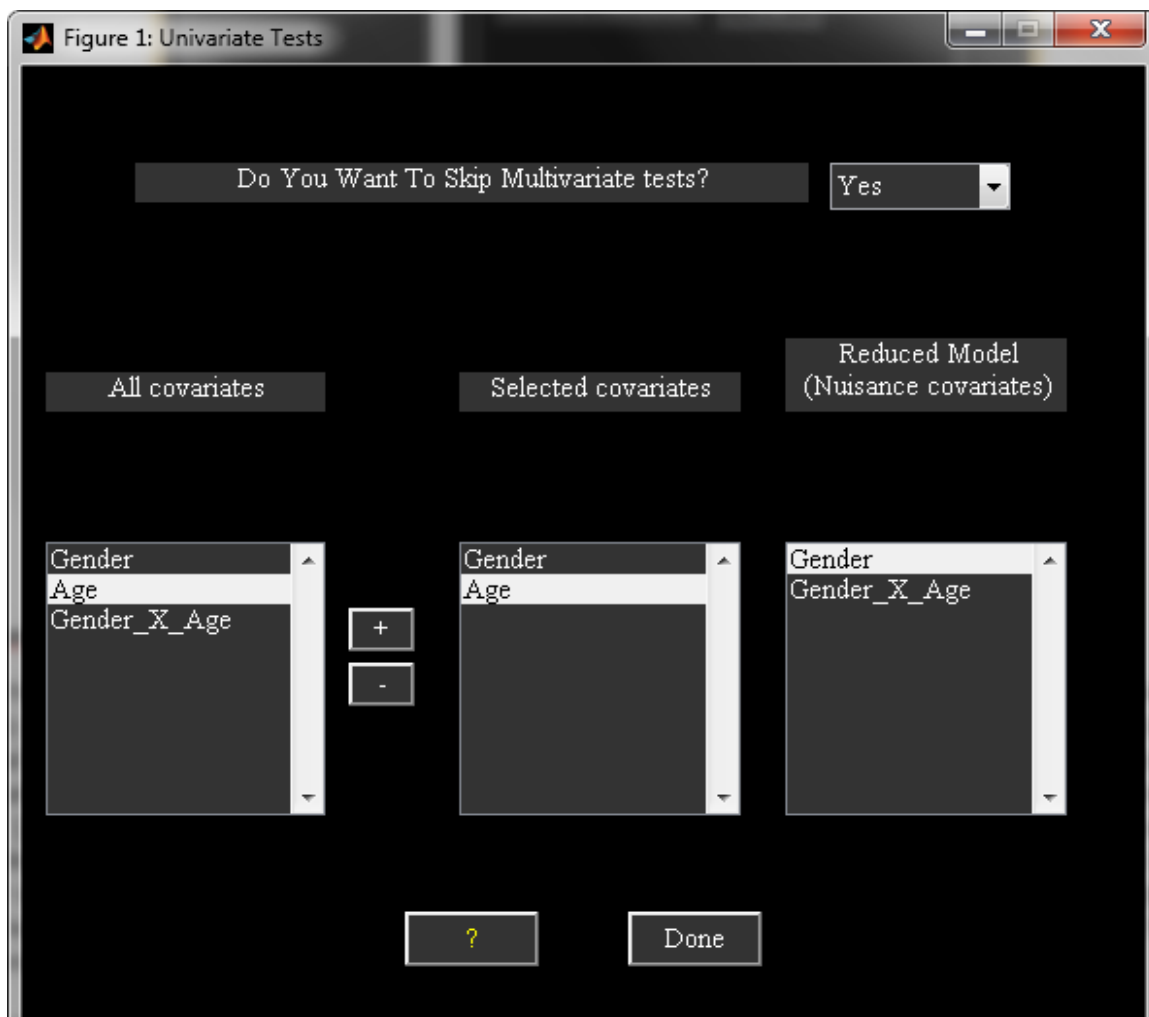 Figure 1: Univariate Tests
Do You Want To Skip Multivariate tests?
Yes
All covariates
Selected covariates
Reduced Model
(Nuisance covariates)
Gender
Age
Gender_X_Age
+
-
Gender
Age
Gender
Gender_X_Age
?
Done